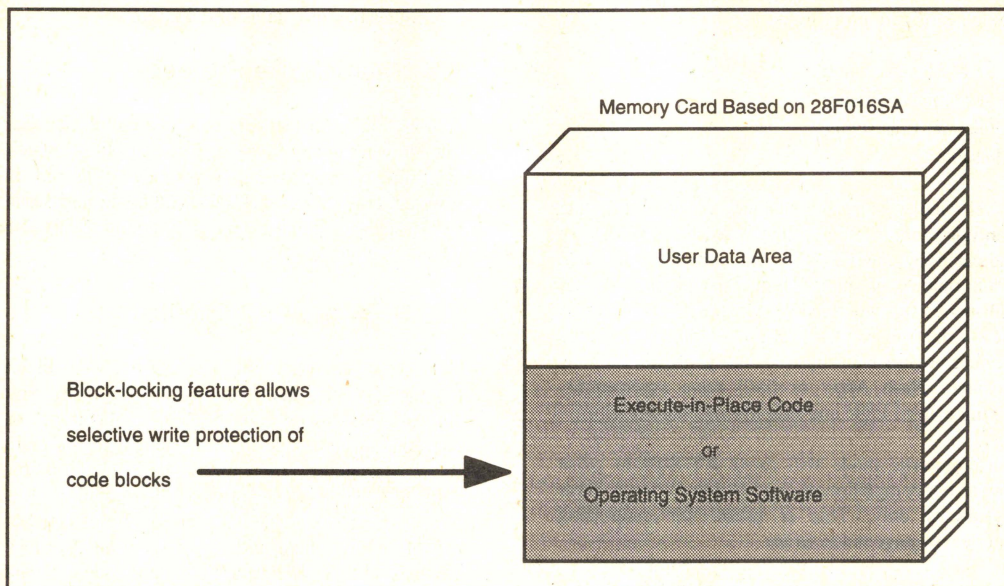 Memory Card Based on 28F016SA
User Data Area
Block-locking feature allows
selective write protection of
code blocks
Execute-in-Place Code
or
Operating System Software